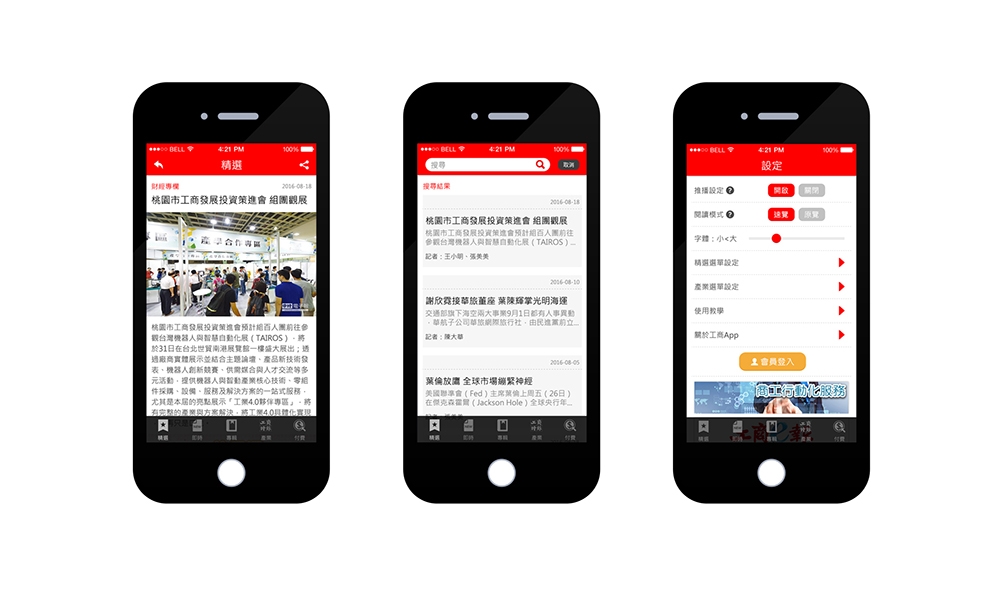 BELL
4:21 PM
100%
精選
財經專欄
2016-08-18
桃園市工商發展投資策進會 組團觀展
產學合作專區
桃園市工商發展投資策進會預計組百人團前往參
觀台灣機器人與智慧自動化展（TAIROS），將
於31日在台北世貿南港展覽館一樓盛大展出；透
過廠商實體展示並結合主題論壇、產品新技術發
表、機器人創新競賽、供需媒合與人才交流等多
元活動，提供機器人與智動產業核心技術、零組
件採購、設備、服務及解決方案的一站式服務，
尤其是本屆的亮點展示「工業4.0夥伴專區」，將
有完整的產業與方案解決，將工業4.0具體化實現
精選
即時
專輯
產業
付費
BELL
4:21 PM
100%
搜尋
取消
搜尋結果
2016-08-18
桃園市工商發展投資策進會 組團觀展
桃園市工商發展投資策進會預計組百人團前往
參觀台灣機器人與智慧自動化展（TAIROS）...
記者：王小明、張美美
2016-08-10
謝欣霓接華旅董座 葉陳輝掌光明海運
交通部旗下海空兩大事業9月1日都有人事異動
，華航子公司華旅網際旅行社，由民進黨前立...
記者：陳大華
2016-08-05
葉倫放鷹 全球市場繃緊神經
美國聯準會（Fed）主席葉倫上周五（26日）
在傑克森霍爾（Jackson Hole）全球央行年...
精選
即時
專輯
工商時報
產業
付費
BELL
4:21 PM
100%
設定
推播設定 ?
開啟
關閉
閱讀模式 ?
速覽
原覽
字體：小<大
精選選單設定
產業選單設定
使用教學
關於工商App
會員登入
商工行動化服務
精選
即時
專輯
產業
付費